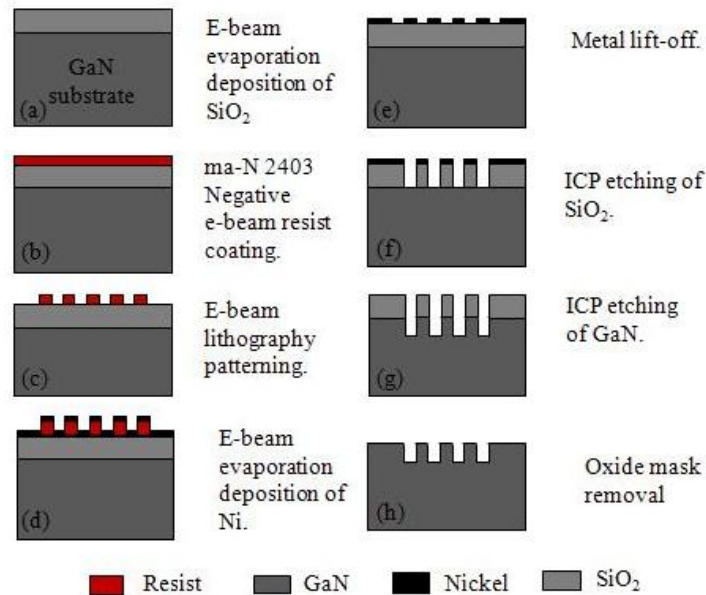 GaN
substrate
(a)
E-beam
evaporation
deposition of
SiO₂
(b)
ma-N 2403
Negative
e-beam resist
coating.
(c)
E-beam
lithography
patterning.
(d)
E-beam
evaporation
deposition of
Ni.
(e)
Metal lift-off.
(f)
ICP etching of
SiO₂.
(g)
ICP etching
of GaN.
(h)
Oxide mask
removal
Resist
GaN
Nickel
SiO₂